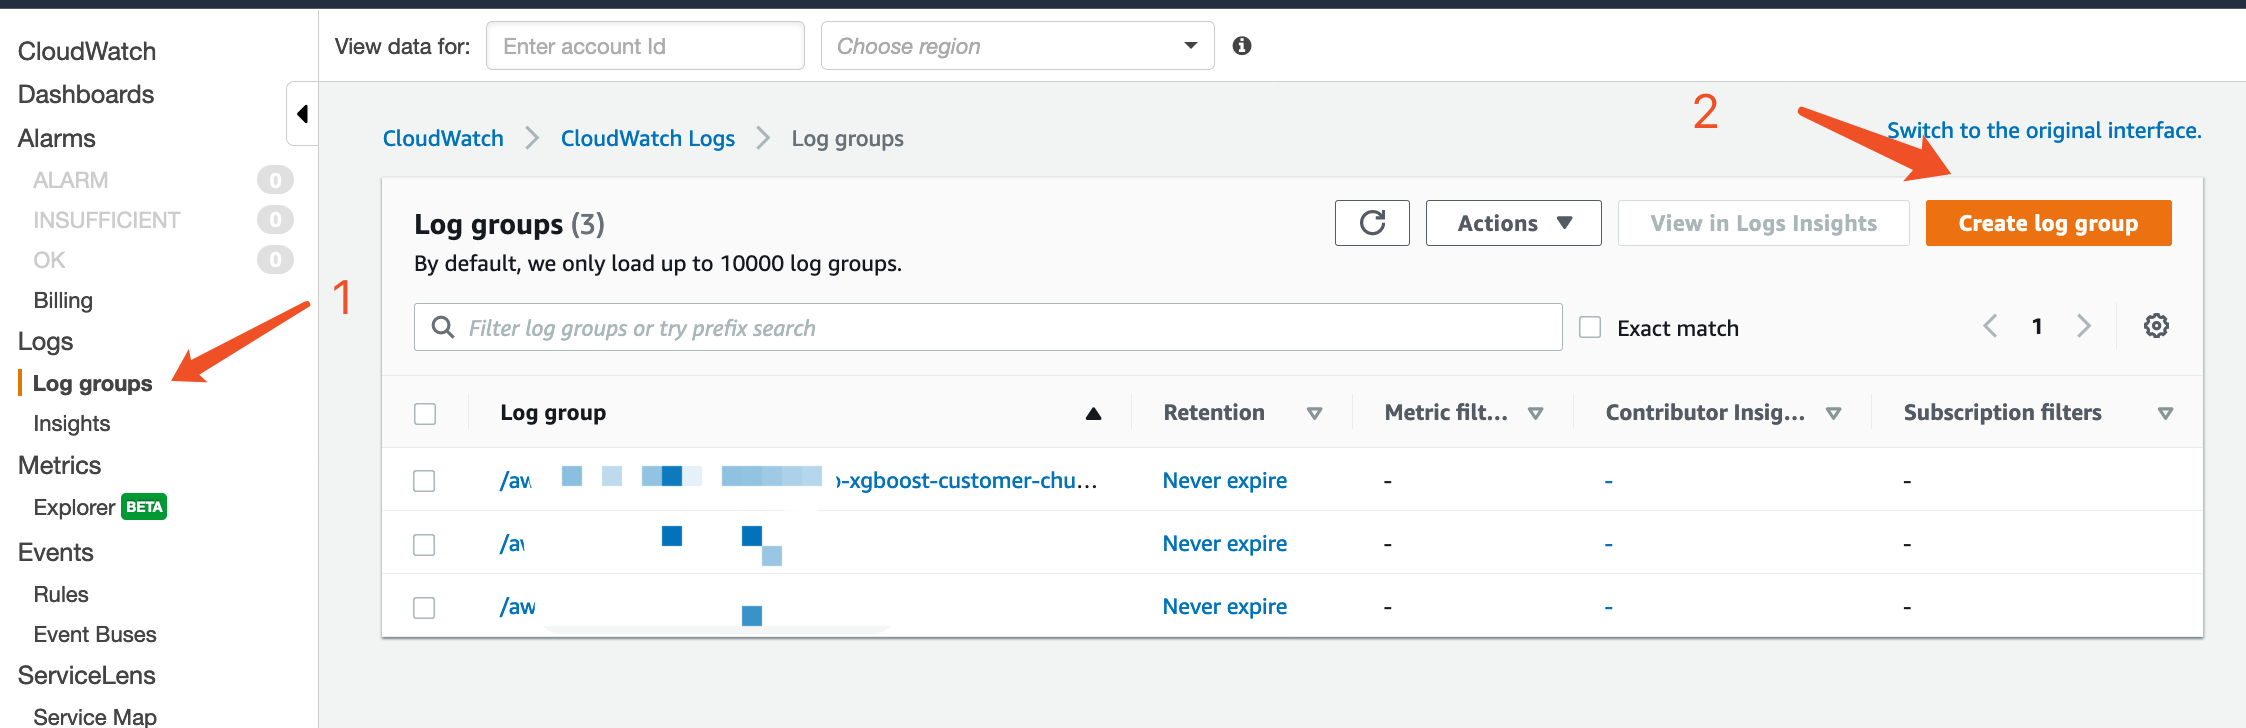 View data for: Enter account Id Choose region
CloudWatch
Dashboards
Alarms
ALARM 0
INSUFFICIENT 0
OK 0
Billing
Logs
Log groups
Insights
Metrics
Explorer BETA
Events
Rules
Event Buses
ServiceLens
Service Map
1
2
CloudWatch CloudWatch Logs Log groups
Switch to the original interface.
Log groups (3)
By default, we only load up to 10000 log groups.
Actions View in Logs Insights Create log group
Filter log groups or try prefix search
Exact match
1
Log group Retention Metric filt... Contributor Insig... Subscription filters
/aw -xgboost-customer-chu... Never expire - - -
/a Never expire - - -
/aw Never expire - - -